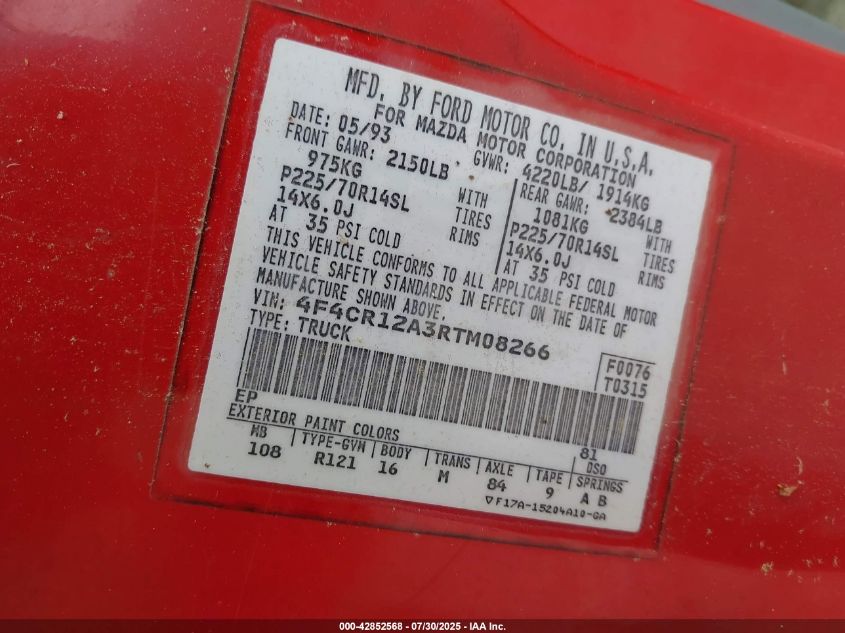 MFD. BY FORD MOTOR CO. IN U.S.A.
FOR MAZDA MOTOR CORPORATION
DATE: 05/93 GVWR: 4220LB/ 1914KG
FRONT GAWR: 2150LB REAR GAWR: 2384LB
975KG WITH 1081KG WITH
P225/70R14SL TIRES P225/70R14SL TIRES
14X6.0J RIMS 14X6.0J RIMS
AT 35 PSI COLD AT 35 PSI COLD
THIS VEHICLE CONFORMS TO ALL APPLICABLE FEDERAL MOTOR
VEHICLE SAFETY STANDARDS IN EFFECT ON THE DATE OF
MANUFACTURE SHOWN ABOVE.
VIN: 4F4CR12A3RTM08266
TYPE: TRUCK
F0076
T0315
EP 81
EXTERIOR PAINT COLORS DSO
WB TYPE-GVW BODY TRANS AXLE TAPE SPRINGS
108 R121 16 M 84 9 A B
▽F17A-15204A10-GA
000-42852568 - 07/30/2025 - IAA Inc.